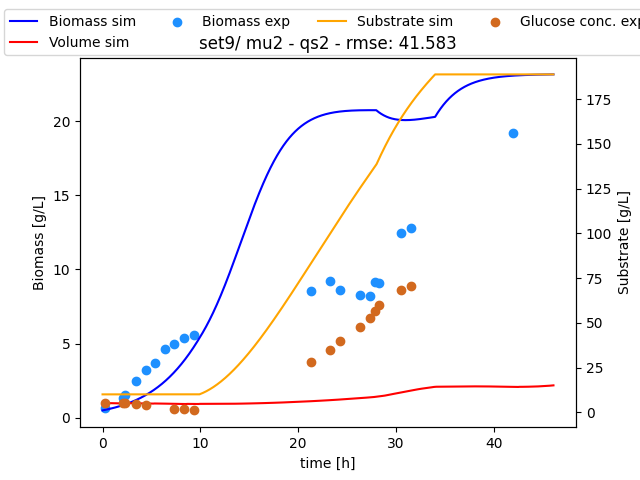 Biomass sim Biomass exp Substrate sim Glucose conc. exp
Volume sim
set9/ mu2 - qs2 - rmse: 41.583
Biomass [g/L]
0 5 10 15 20
0 10 20 30 40
time [h]
0 25 50 75 100 125 150 175
Substrate [g/L]